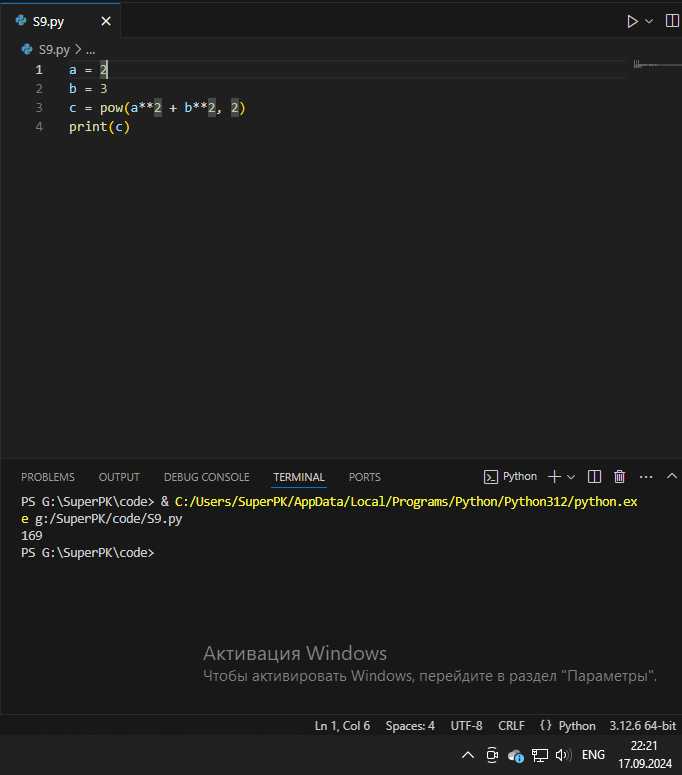 S9.py
S9.py > ...
1 a = 2
2 b = 3
3 c = pow(a**2 + b**2, 2)
4 print(c)
PROBLEMS OUTPUT DEBUG CONSOLE TERMINAL PORTS Python
PS G:\SuperPK\code> & C:/Users/SuperPK/AppData/Local/Programs/Python/Python312/python.ex
e g:/SuperPK/code/S9.py
169
PS G:\SuperPK\code>
Активация Windows
Чтобы активировать Windows, перейдите в раздел "Параметры".
Ln 1, Col 6 Spaces: 4 UTF-8 CRLF {} Python 3.12.6 64-bit
ENG 22:21
17.09.2024